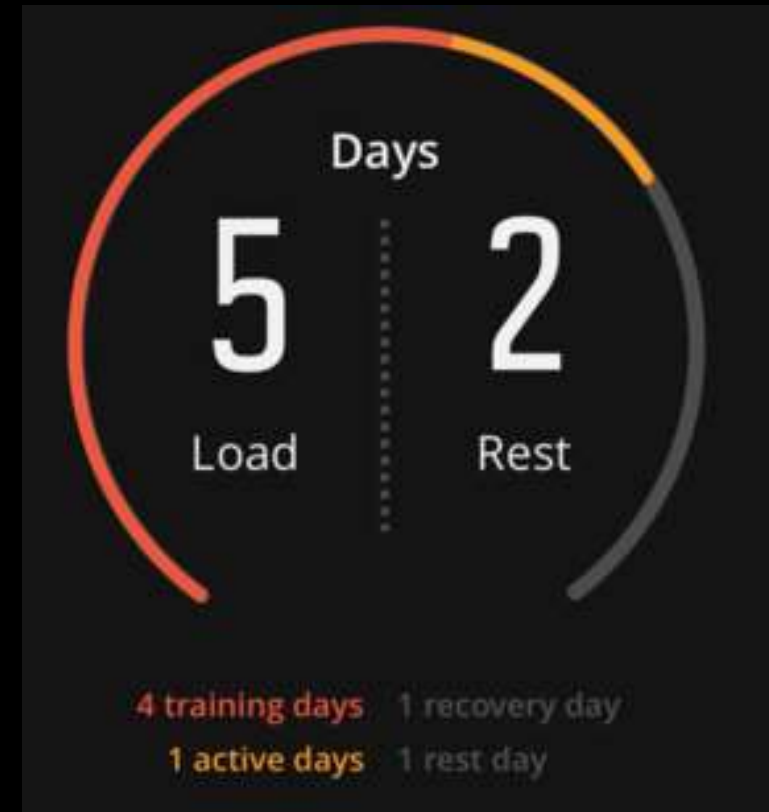 Days
5 2
Load Rest
4 training days 1 recovery day
1 active days 1 rest day